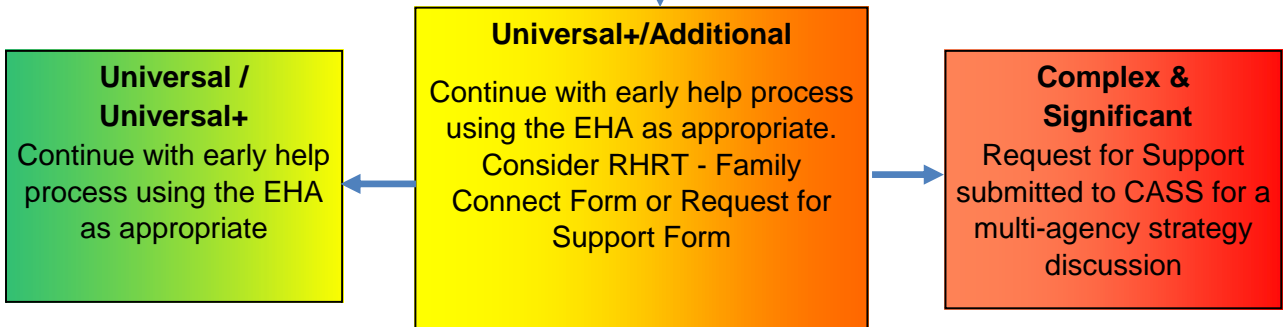 Universal /
Universal+
Continue with early help
process using the EHA
as appropriate
Universal+/Additional
Continue with early help process
using the EHA as appropriate.
Consider RHRT - Family
Connect Form or Request for
Support Form
Complex &
Significant
Request for Support
submitted to CASS for a
multi-agency strategy
discussion